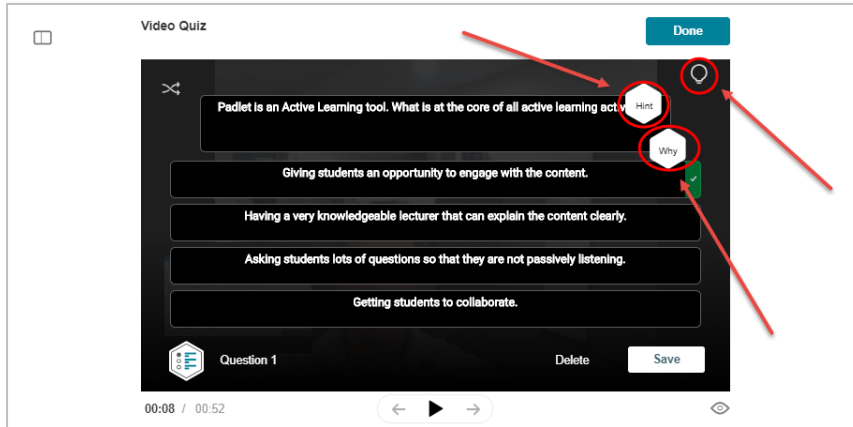 Video Quiz
Done
Padlet is an Active Learning tool. What is at the core of all active learning
Hint
Why
Giving students an opportunity to engage with the content.
Having a very knowledgeable lecturer that can explain the content clearly.
Asking students lots of questions so that they are not passively listening.
Getting students to collaborate.
Question 1
Delete
Save
00:08 / 00:52